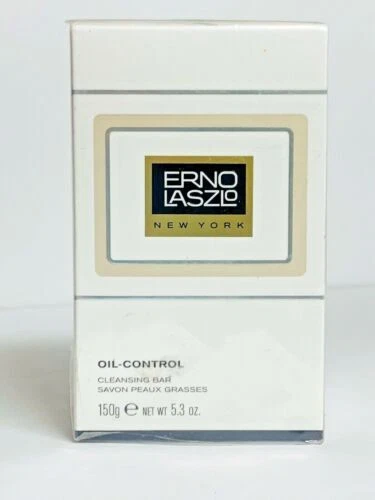 ERNO
LASZLO
NEW YORK
OIL-CONTROL
CLEANSING BAR
SAVON PEAUX GRASSES
150g ℮ NET WT 5.3 OZ.